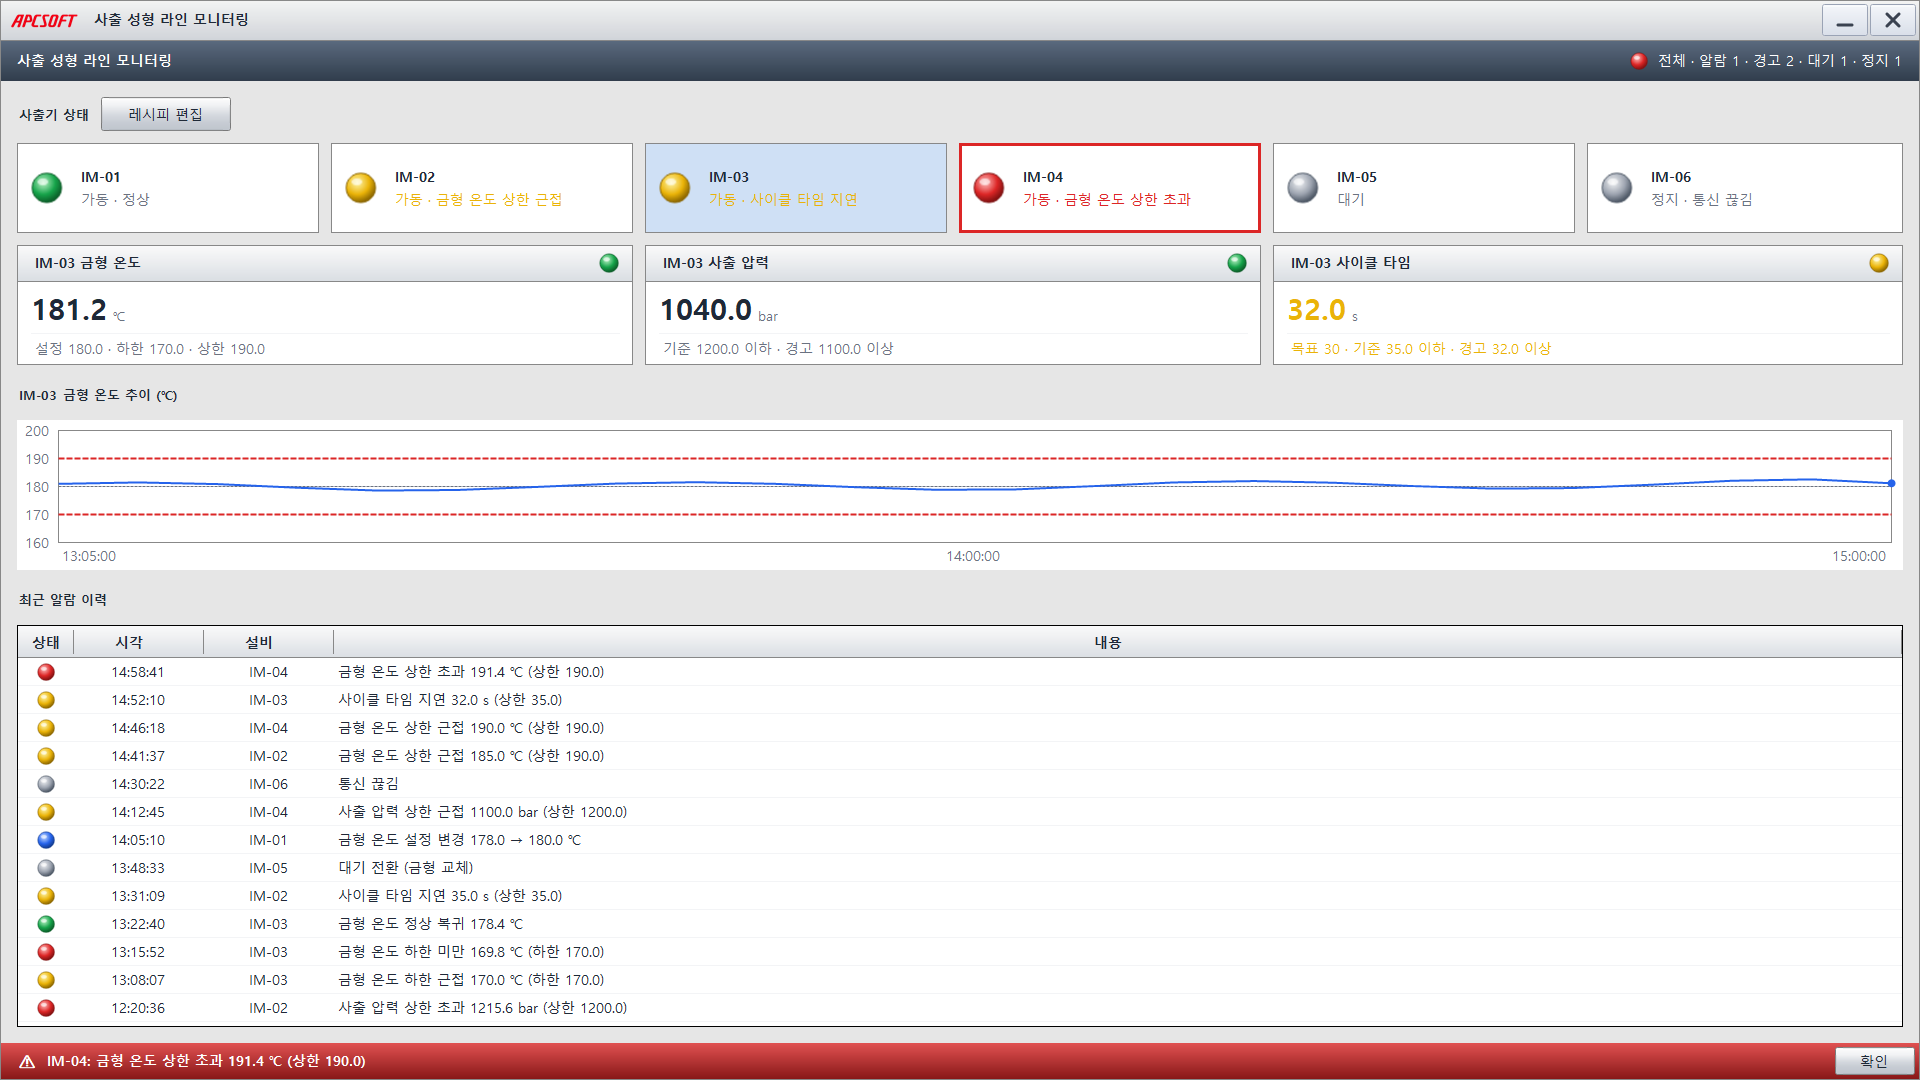 APCSOFT 사출 성형 라인 모니터링
사출 성형 라인 모니터링
전체 · 알람 1 · 경고 2 · 대기 1 · 정지 1
사출기 상태
레시피 편집
IM-01
가동 · 정상
IM-02
가동 · 금형 온도 상한 근접
IM-03
가동 · 사이클 타임 지연
IM-04
가동 · 금형 온도 상한 초과
IM-05
대기
IM-06
정지 · 통신 끊김
IM-03 금형 온도
181.2 ℃
설정 180.0 · 하한 170.0 · 상한 190.0
IM-03 사출 압력
1040.0 bar
기준 1200.0 이하 · 경고 1100.0 이상
IM-03 사이클 타임
32.0 s
목표 30 · 기준 35.0 이하 · 경고 32.0 이상
IM-03 금형 온도 추이 (℃)
200
190
180
170
160
13:05:00 14:00:00 15:00:00
최근 알람 이력
상태 시각 설비 내용
14:58:41 IM-04 금형 온도 상한 초과 191.4 ℃ (상한 190.0)
14:52:10 IM-03 사이클 타임 지연 32.0 s (상한 35.0)
14:46:18 IM-04 금형 온도 상한 근접 190.0 ℃ (상한 190.0)
14:41:37 IM-02 금형 온도 상한 근접 185.0 ℃ (상한 190.0)
14:30:22 IM-06 통신 끊김
14:12:45 IM-04 사출 압력 상한 근접 1100.0 bar (상한 1200.0)
14:05:10 IM-01 금형 온도 설정 변경 178.0 → 180.0 ℃
13:48:33 IM-05 대기 전환 (금형 교체)
13:31:09 IM-02 사이클 타임 지연 35.0 s (상한 35.0)
13:22:40 IM-03 금형 온도 정상 복귀 178.4 ℃
13:15:52 IM-03 금형 온도 하한 미만 169.8 ℃ (하한 170.0)
13:08:07 IM-03 금형 온도 하한 근접 170.0 ℃ (하한 170.0)
12:20:36 IM-02 사출 압력 상한 초과 1215.6 bar (상한 1200.0)
IM-04: 금형 온도 상한 초과 191.4 ℃ (상한 190.0)
확인